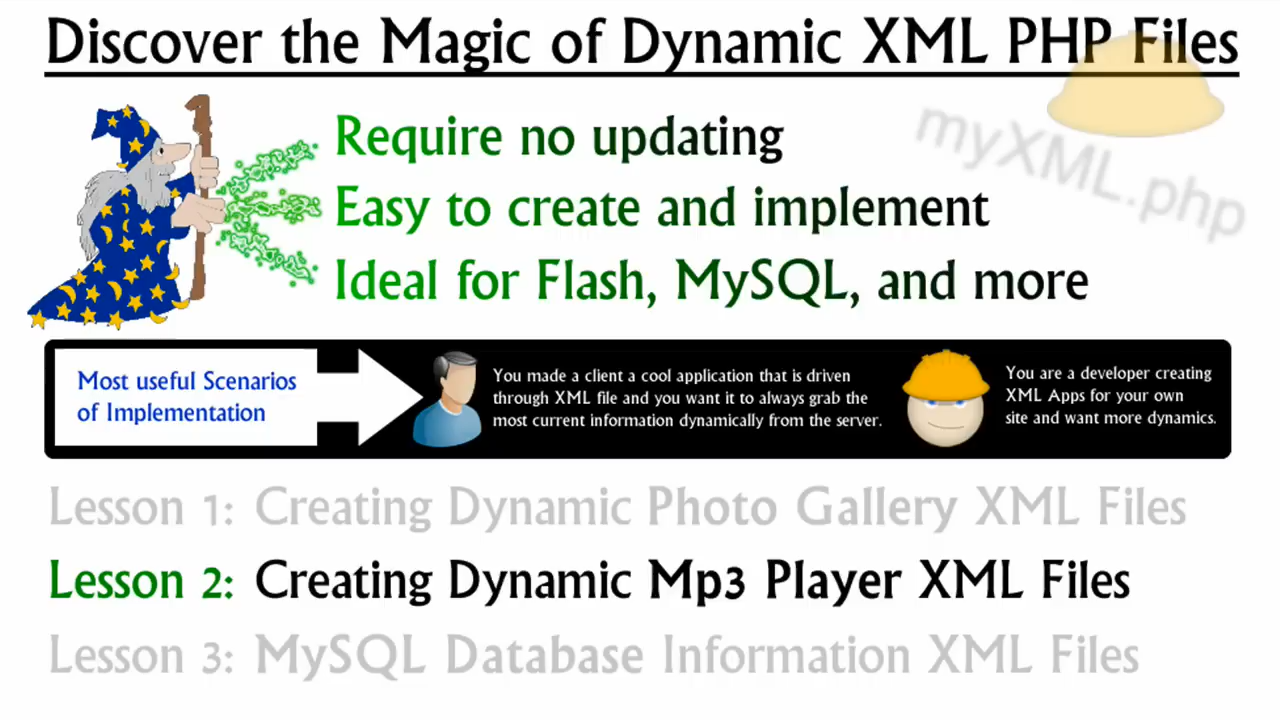 Discover the Magic of Dynamic XML PHP Files
myXML.php
Require no updating
Easy to create and implement
Ideal for Flash, MySQL, and more
Most useful Scenarios
of Implementation
You made a client a cool application that is driven
through XML file and you want it to always grab the
most current information dynamically from the server.
You are a developer creating
XML Apps for your own
site and want more dynamics.
Lesson 1: Creating Dynamic Photo Gallery XML Files
Lesson 2: Creating Dynamic Mp3 Player XML Files
Lesson 3: MySQL Database Information XML Files